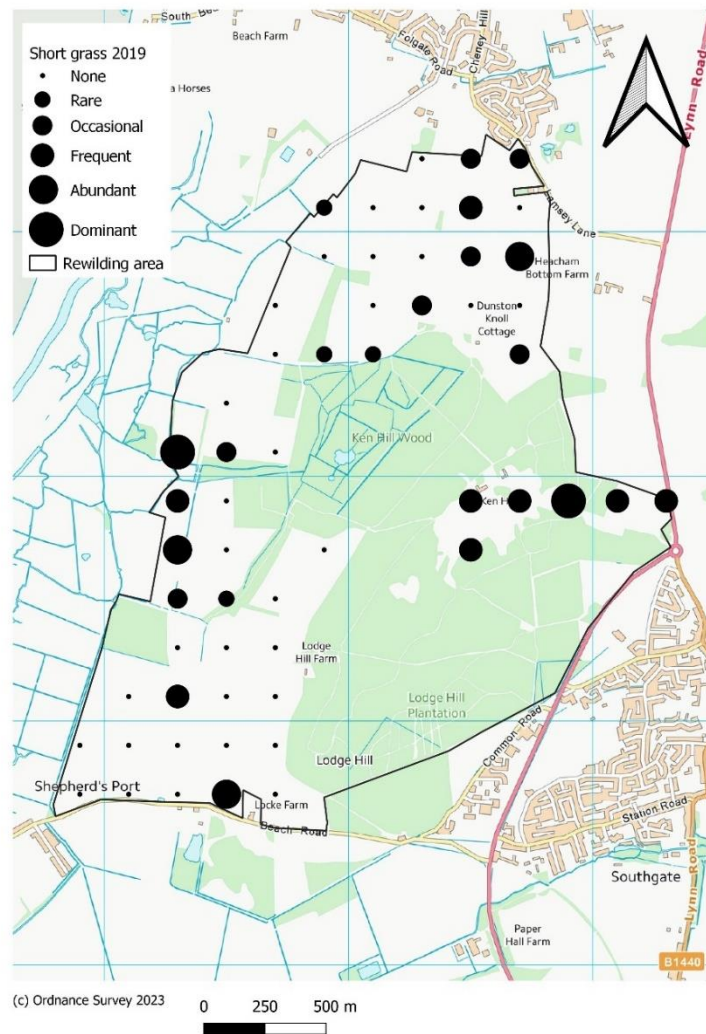 South Be
Beach Farm
Folgate Road
Cheney Hill
Lynn Road
Short grass 2019
None
Rare
Occasional
Frequent
Abundant
Dominant
Rewilding area
a Horses
Lamsey Lane
Heacham
Bottom Farm
Dunston
Knoll
Cottage
Ken Hill Wood
Ken H
Lodge
Hill Farm
Lodge Hill
Plantation
Lodge Hill
Common Road
Shepherd's Port
Locke Farm
Beach Road
Station Road
Southgate
Lynn Road
Paper
Hall Farm
B1440
(c) Ordnance Survey 2023
0 250 500 m